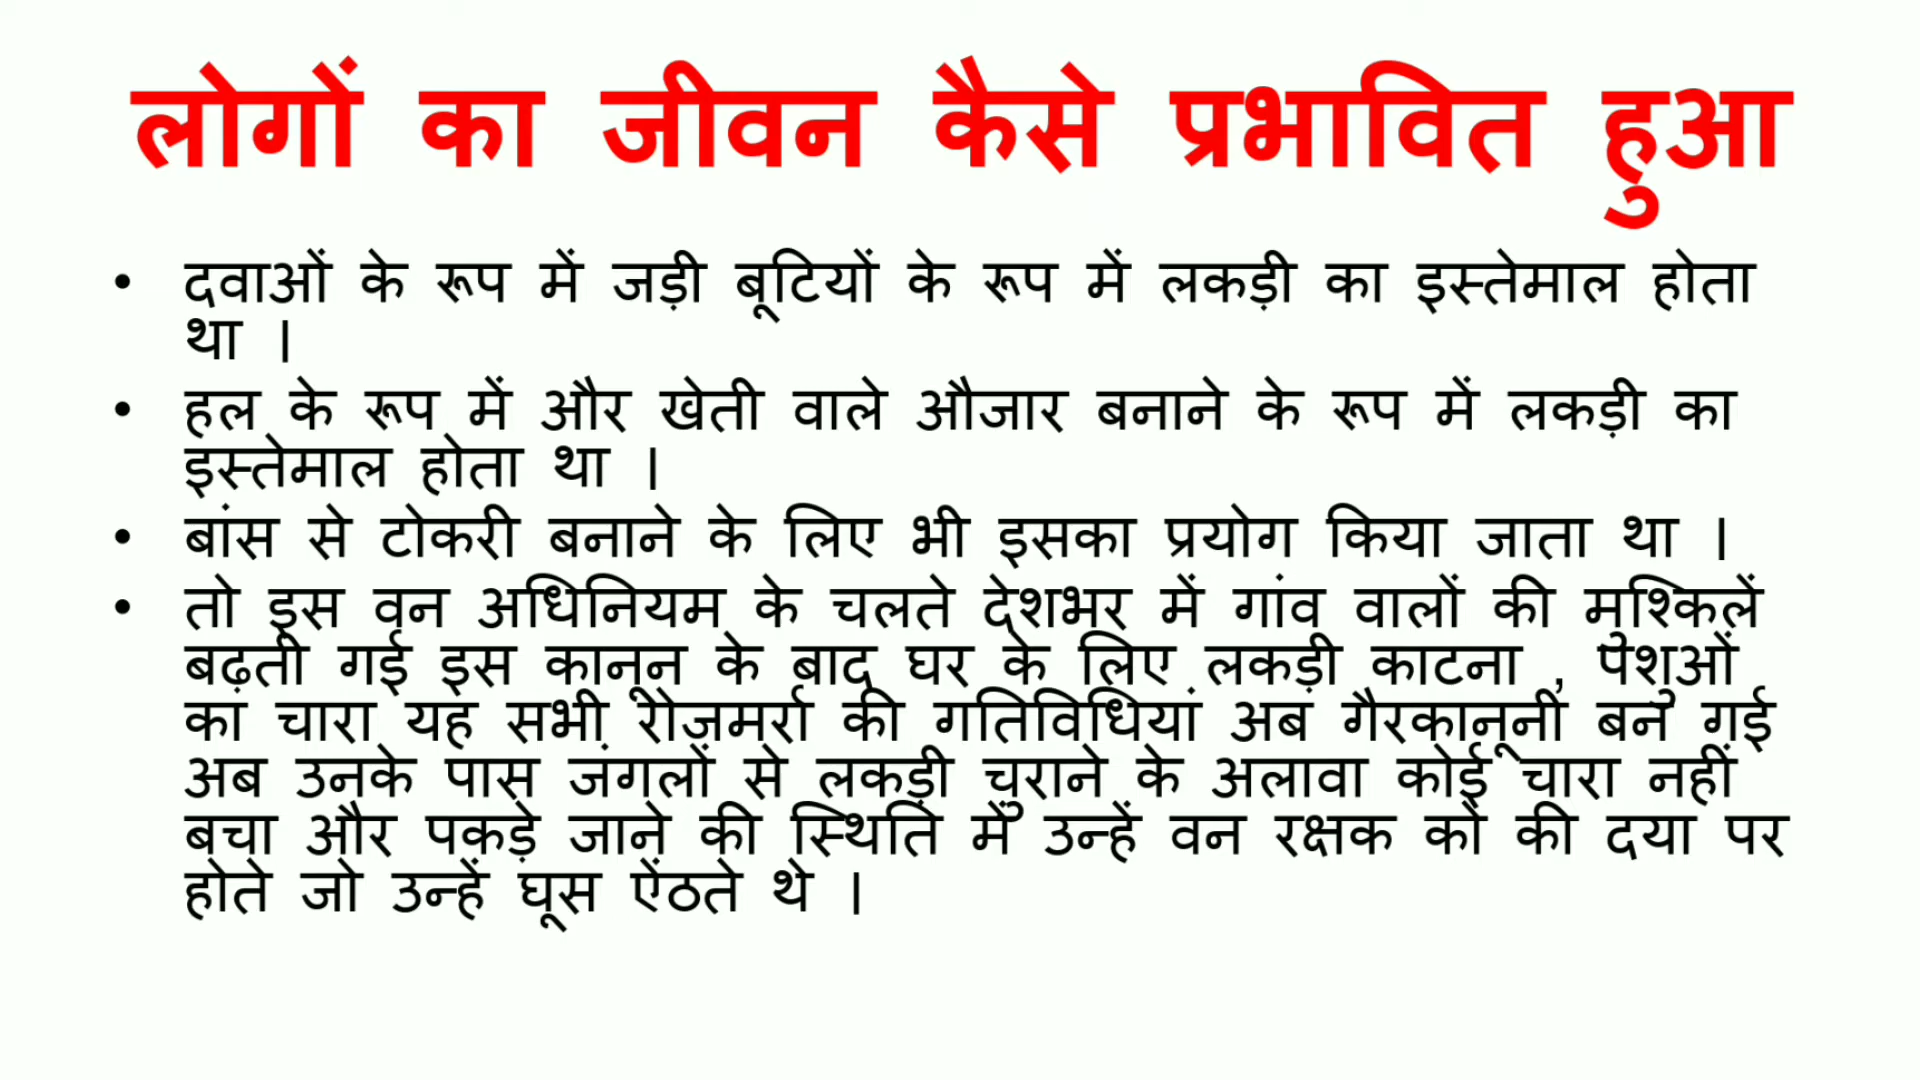 लोगों का जीवन कैसे प्रभावित हुआ
• दवाओं के रूप में जड़ी बूटियों के रूप में लकड़ी का इस्तेमाल होता
था ।
• हल के रूप में और खेती वाले औजार बनाने के रूप में लकड़ी का
इस्तेमाल होता था ।
• बांस से टोकरी बनाने के लिए भी इसका प्रयोग किया जाता था ।
• तो इस वन अधिनियम के चलते देशभर में गांव वालों की मुश्किलें
बढ़ती गई इस कानून के बाद घर के लिए लकड़ी काटना , पशुओं
का चारा यह सभी रोजमर्रा की गतिविधियां अब गैरकानूनी बन गई
अब उनके पास जंगलों से लकड़ी चुराने के अलावा कोई चारा नहीं
बचा और पकड़े जाने की स्थिति में उन्हें वन रक्षक को की दया पर
होते जो उन्हें घूस ऐंठते थे ।